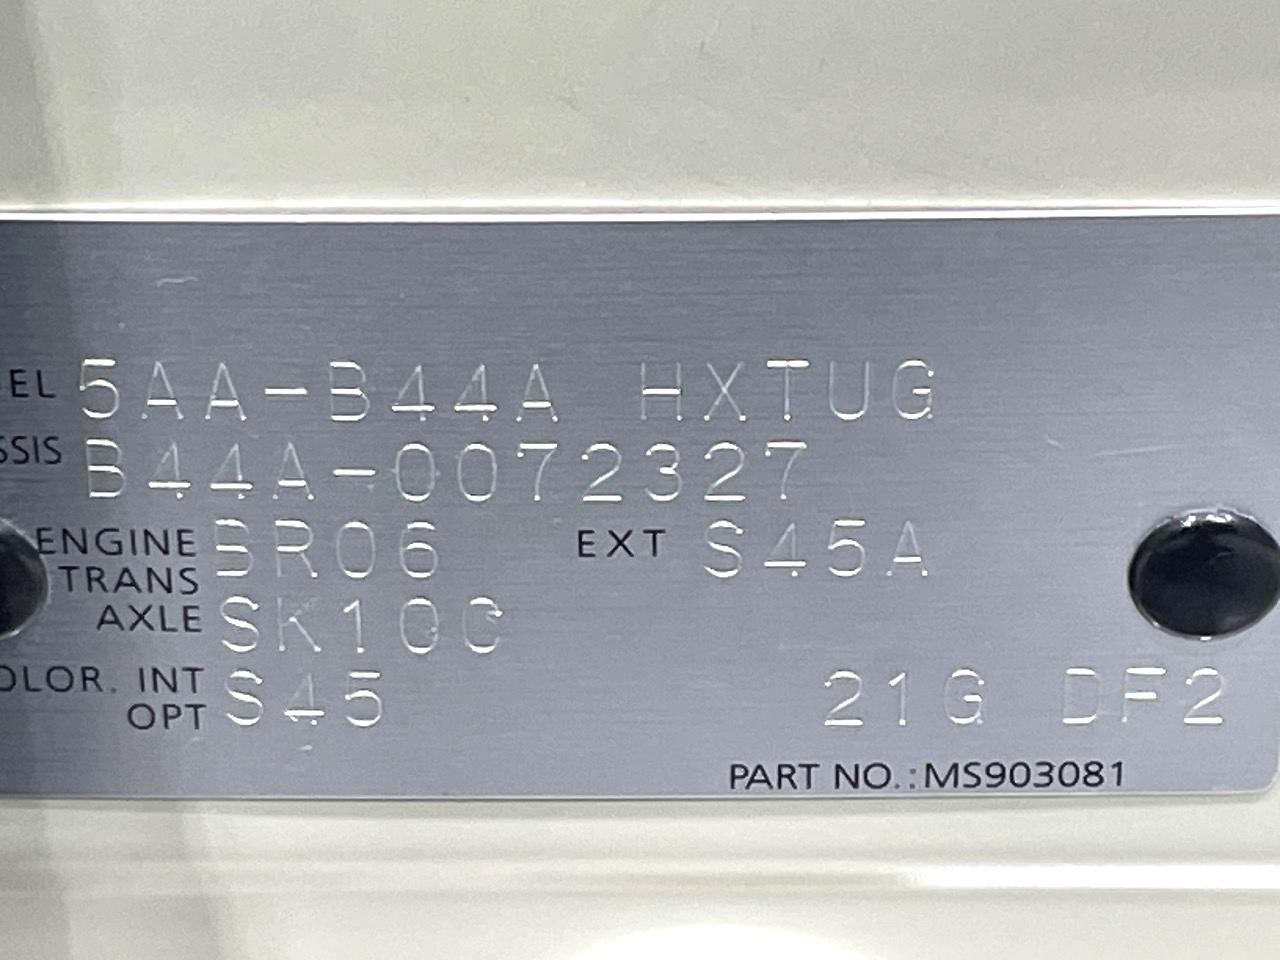 EL 5AA-B44A HXTUG
SSIS B44A-0072327
ENGINE BR06 EXT S45A
TRANS
AXLE SK10C
OLOR. INT S45 21G DF2
OPT
PART NO.:MS903081